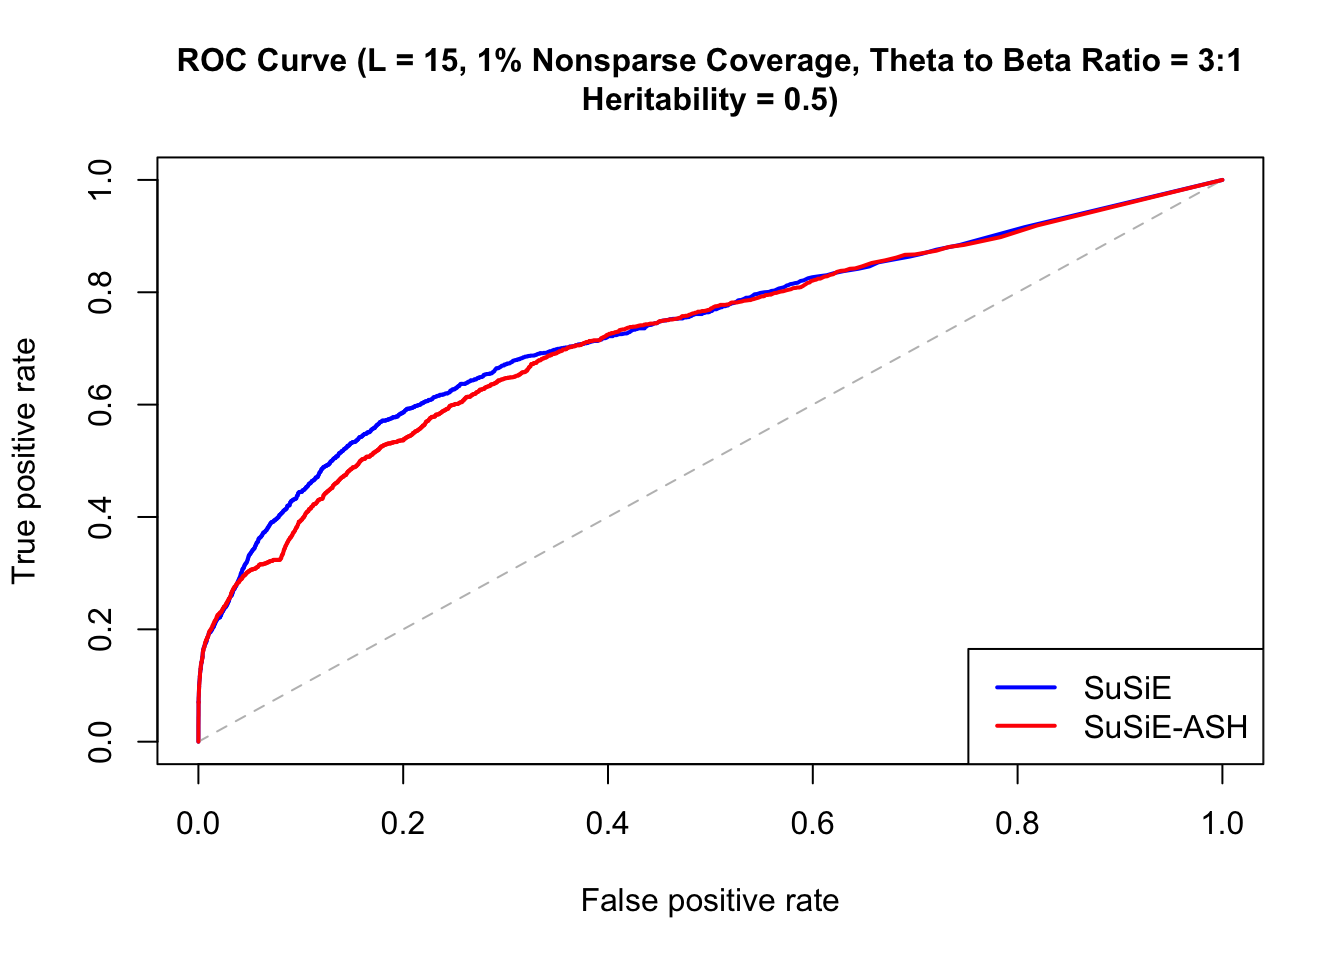 ROC Curve (L = 15, 1% Nonsparse Coverage, Theta to Beta Ratio = 3:1
Heritability = 0.5)
True positive rate
1.0
0.8
0.6
0.4
0.2
0.0
SuSiE
SuSiE-ASH
0.0 0.2 0.4 0.6 0.8 1.0
False positive rate